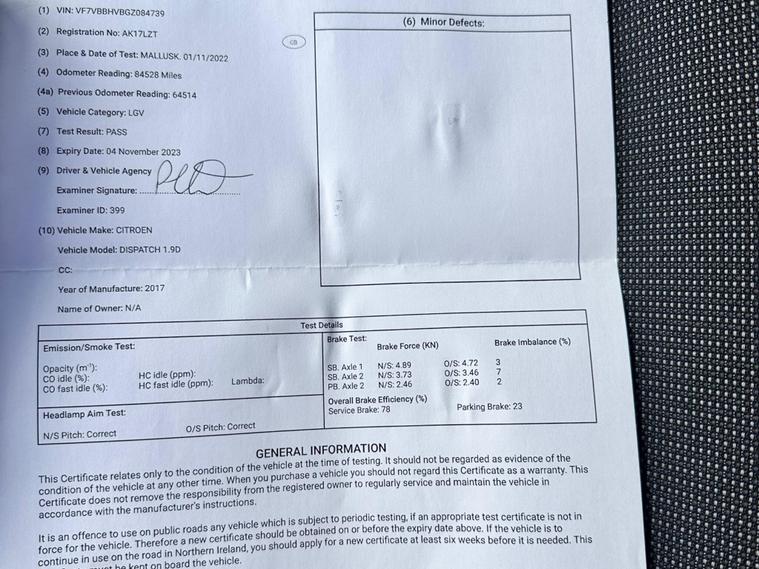 (1) VIN: VF7VBBHVBGZ084739
(2) Registration No: AK17LZT
(3) Place & Date of Test: MALLUSK. 01/11/2022
GB
(4) Odometer Reading: 84528 Miles
(4a) Previous Odometer Reading: 64514
(5) Vehicle Category: LGV
(7) Test Result: PASS
(8) Expiry Date: 04 November 2023
(9) Driver & Vehicle Agency
Examiner Signature:
Examiner ID: 399
(10) Vehicle Make: CITROEN
Vehicle Model: DISPATCH 1.9D
CC:
Year of Manufacture: 2017
Name of Owner: N/A
(6) Minor Defects:
Test Details
Emission/Smoke Test:
Opacity (m⁻¹):
CO idle (%): HC idle (ppm):
CO fast idle (%): HC fast idle (ppm): Lambda:
Headlamp Aim Test:
N/S Pitch: Correct O/S Pitch: Correct
Brake Test:
Brake Force (KN) Brake Imbalance (%)
SB. Axle 1 N/S: 4.89 O/S: 4.72 3
SB. Axle 2 N/S: 3.73 O/S: 3.46 7
PB. Axle 2 N/S: 2.46 O/S: 2.40 2
Overall Brake Efficiency (%)
Service Brake: 78 Parking Brake: 23
GENERAL INFORMATION
This Certificate relates only to the condition of the vehicle at the time of testing. It should not be regarded as evidence of the
condition of the vehicle at any other time. When you purchase a vehicle you should not regard this Certificate as a warranty. This
Certificate does not remove the responsibility from the registered owner to regularly service and maintain the vehicle in
accordance with the manufacturer's instructions.
It is an offence to use on public roads any vehicle which is subject to periodic testing, if an appropriate test certificate is not in
force for the vehicle. Therefore a new certificate should be obtained on or before the expiry date above. If the vehicle is to
continue in use on the road in Northern Ireland, you should apply for a new certificate at least six weeks before it is needed. This
be kept on board the vehicle.